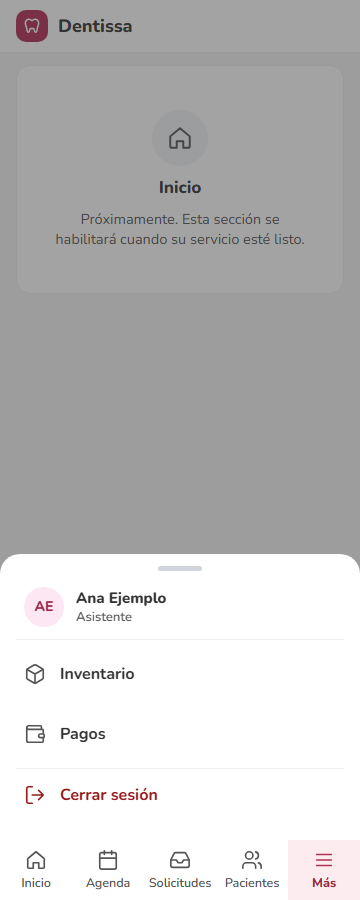 Dentissa
Inicio
Próximamente. Esta sección se
habilitará cuando su servicio esté listo.
AE
Ana Ejemplo
Asistente
Inventario
Pagos
Cerrar sesión
Inicio
Agenda
Solicitudes
Pacientes
Más